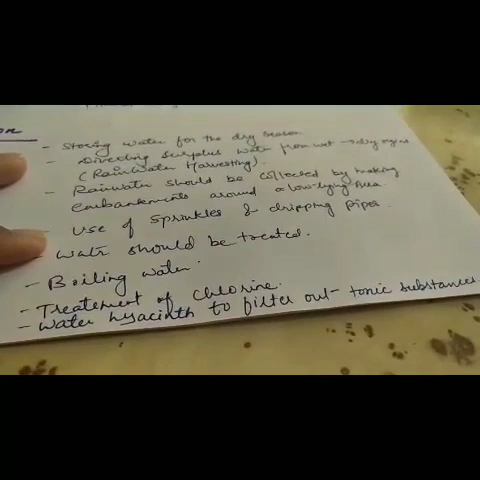 - Storing water for the dry season
- Diverting Surplus water from wet → dry regions
(RainWater Harvesting).
- Rainwater should be collected by making
embankments around a low-lying Area.
- Use of Sprinkles & dripping pipes.
- Water should be treated.
- Boiling water.
- Treatement of Chlorine.
- Water hyacinth to filter out tonic substances